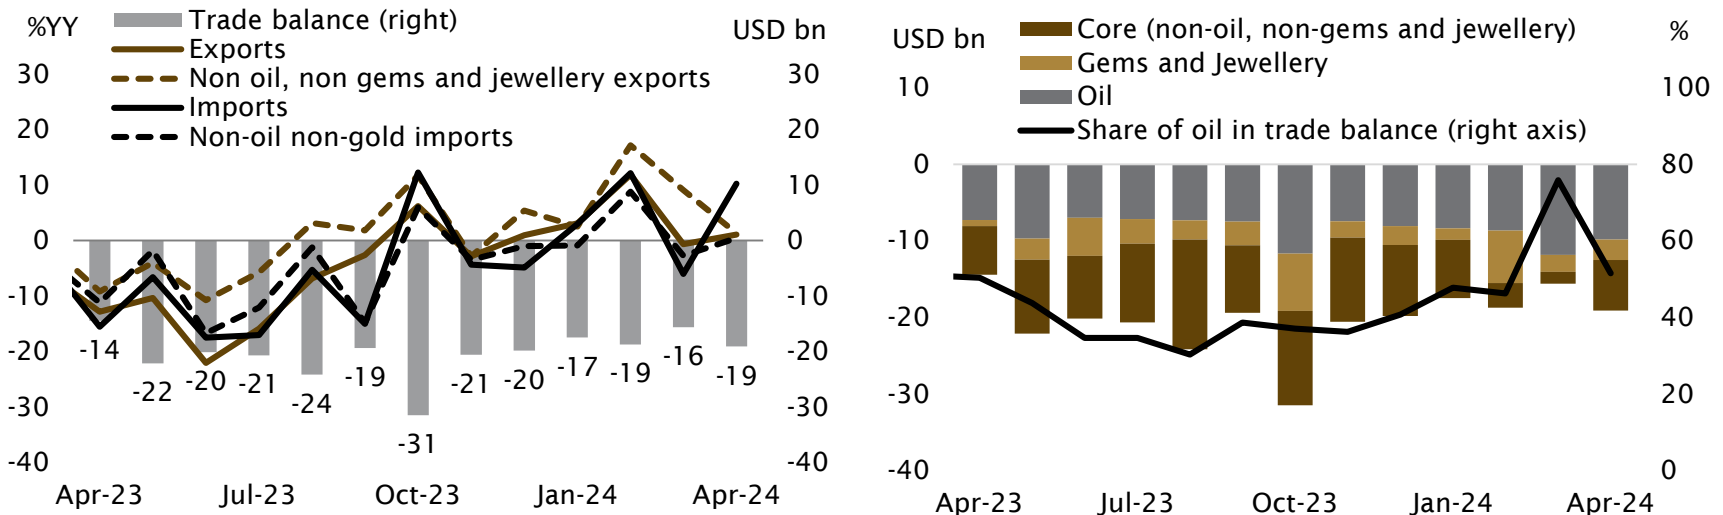 %YY
USD bn
Trade balance (right)
Exports
Non oil, non gems and jewellery exports
Imports
Non-oil non-gold imports
30
20
10
0
-10
-20
-30
-40
30
20
10
0
-10
-20
-30
-40
-14
-22
-20
-21
-24
-19
-31
-21
-20
-17
-19
-16
-19
Apr-23
Jul-23
Oct-23
Jan-24
Apr-24
USD bn
%
Core (non-oil, non-gems and jewellery)
Gems and Jewellery
Oil
Share of oil in trade balance (right axis)
10
0
-10
-20
-30
-40
100
80
60
40
20
0
Apr-23
Jul-23
Oct-23
Jan-24
Apr-24